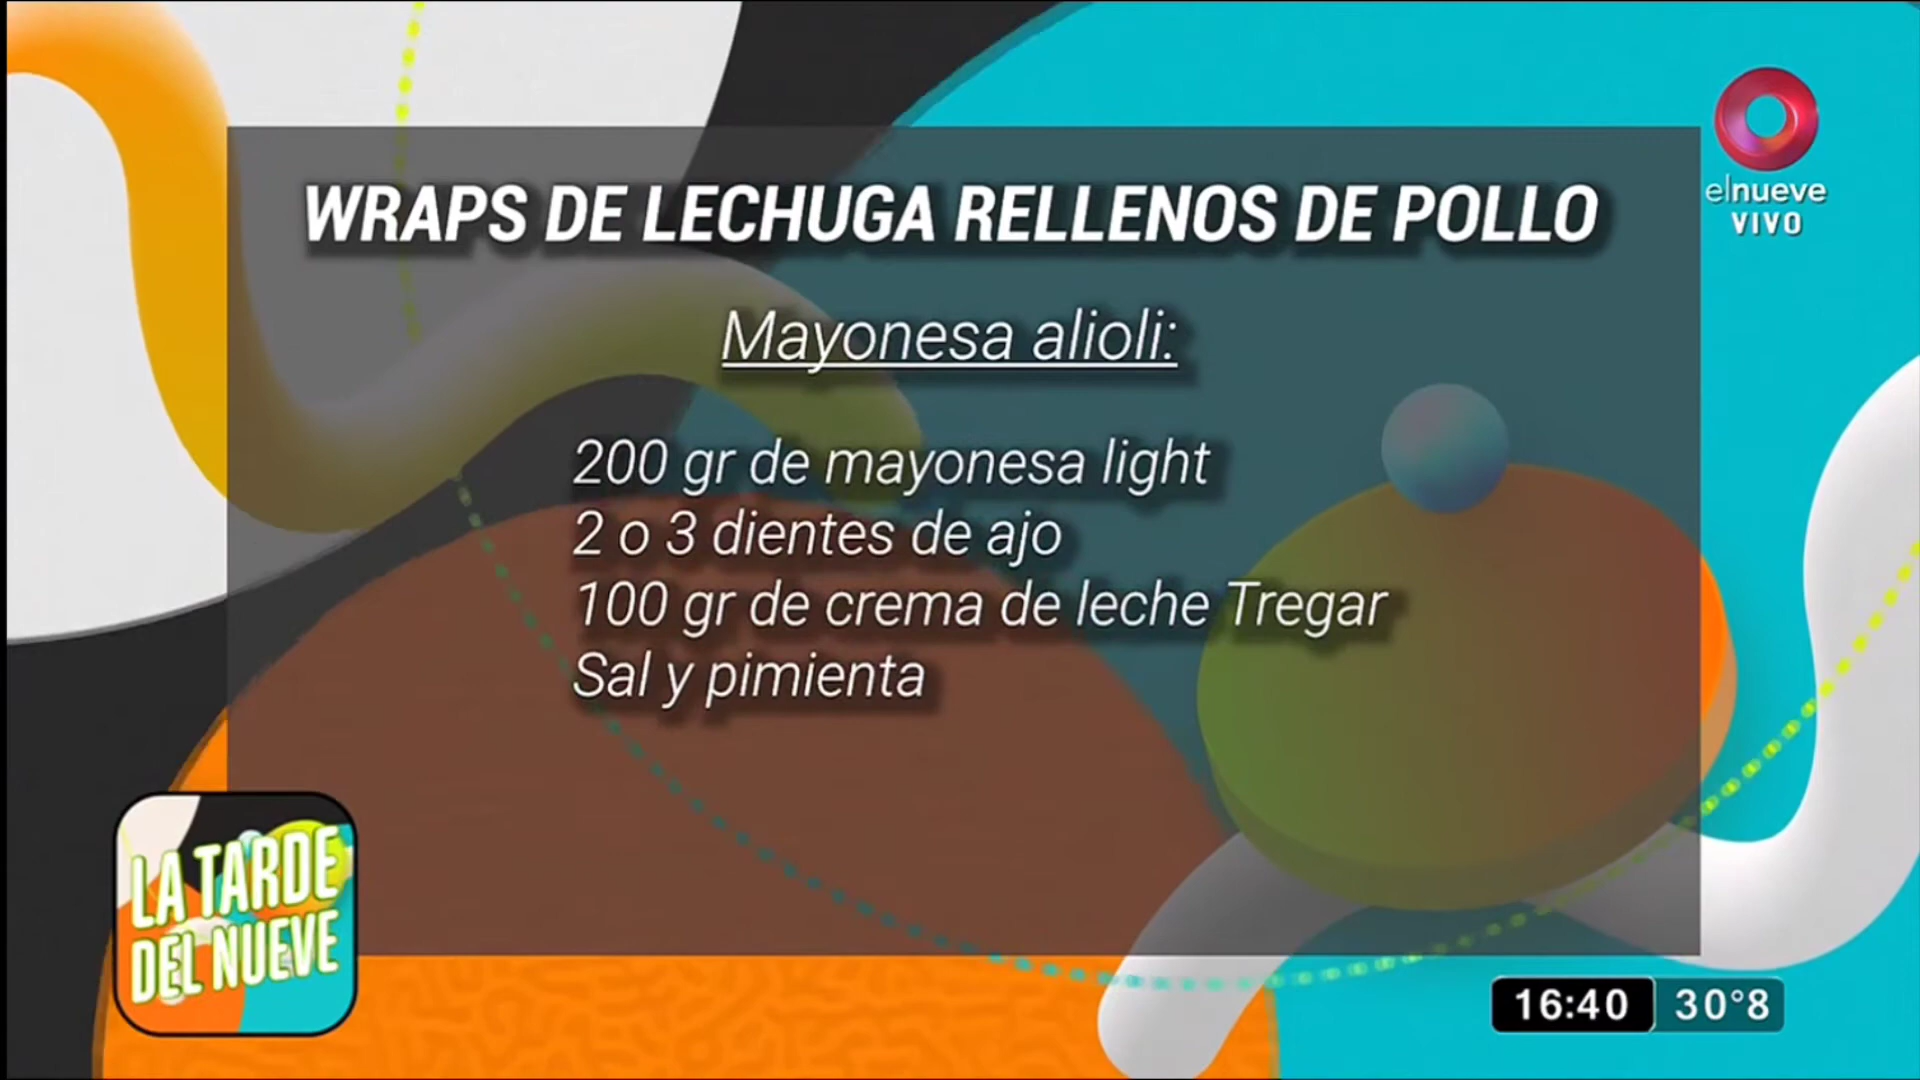 elnueve
VIVO
WRAPS DE LECHUGA RELLENOS DE POLLO
Mayonesa alioli:
200 gr de mayonesa light
2 o 3 dientes de ajo
100 gr de crema de leche Tregar
Sal y pimienta
LA TARDE
DEL NUEVE
16:40 30°8